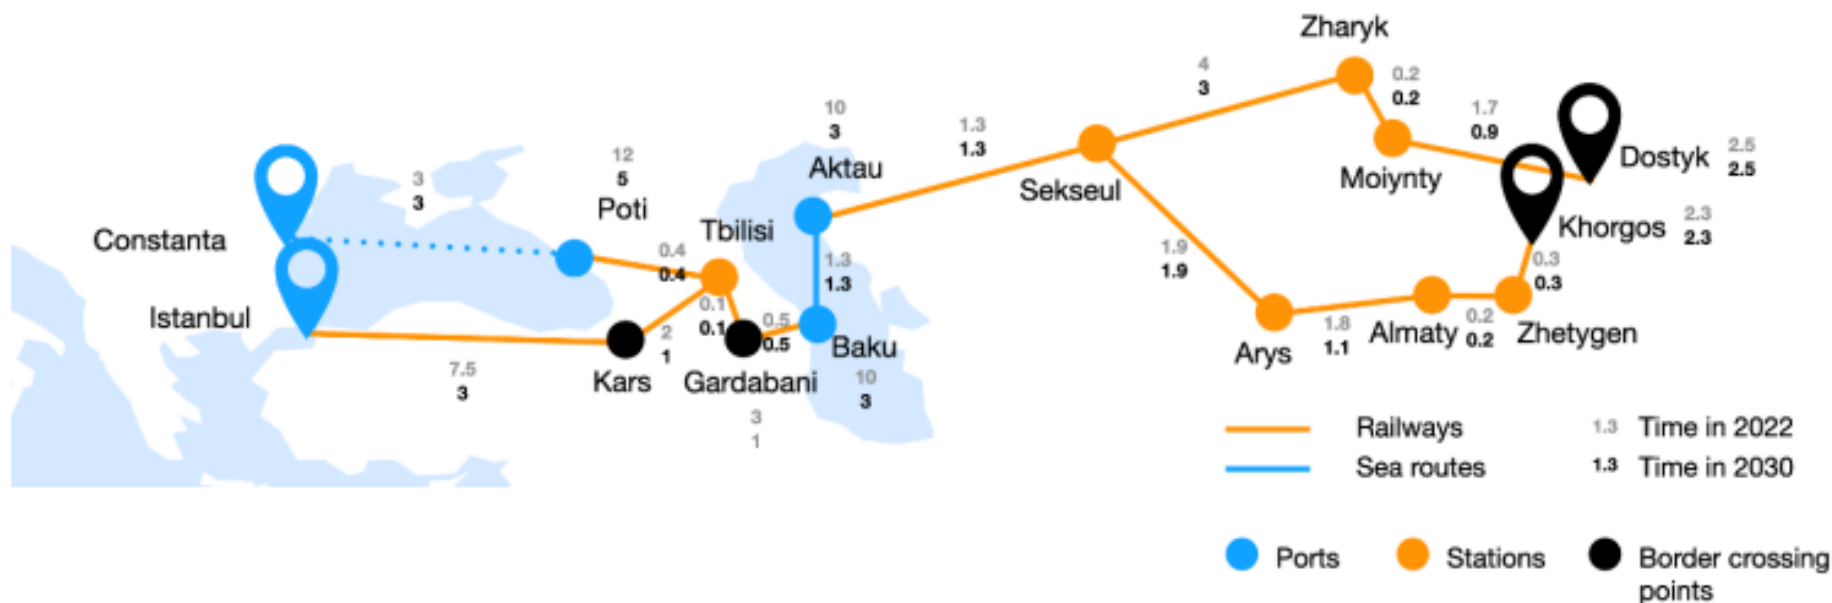 Zharyk
4
3
0.2
0.2
1.7
0.9
Dostyk
2.5
2.5
10
3
Aktau
1.3
1.3
Sekseul
Moiynty
Khorgos
2.3
2.3
12
5
Poti
3
3
Constanta
Tbilisi
0.4
0.4
1.3
1.3
1.9
1.9
0.3
0.3
Istanbul
0.1
0.1
0.5
0.5
2
1
Baku
10
3
Arys
1.8
1.1
Almaty
0.2
0.2
Zhetygen
7.5
3
Kars
Gardabani
3
1
Railways
1.3 Time in 2022
Sea routes
1.3 Time in 2030
Ports
Stations
Border crossing
points